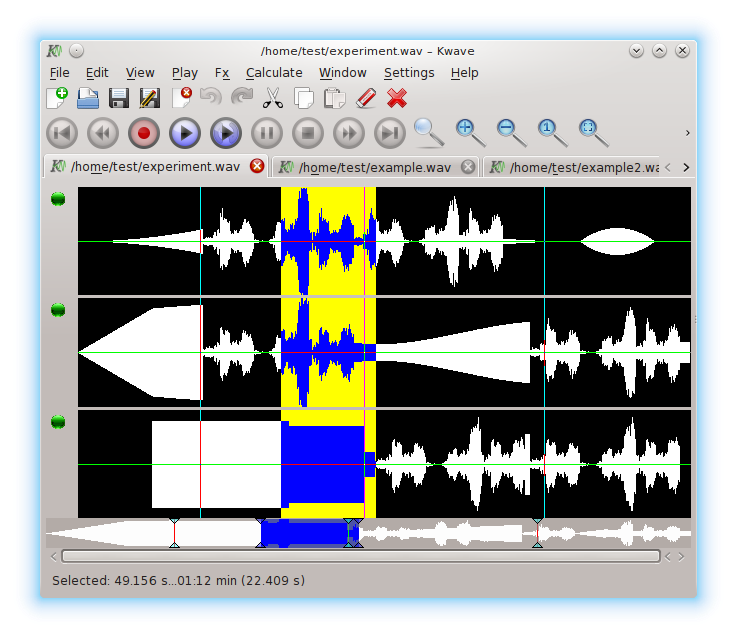 /home/test/experiment.wav – Kwave
File Edit View Play Fx Calculate Window Settings Help
/home/test/experiment.wav /home/test/example.wav /home/test/example2.wa
Selected: 49.156 s...01:12 min (22.409 s)